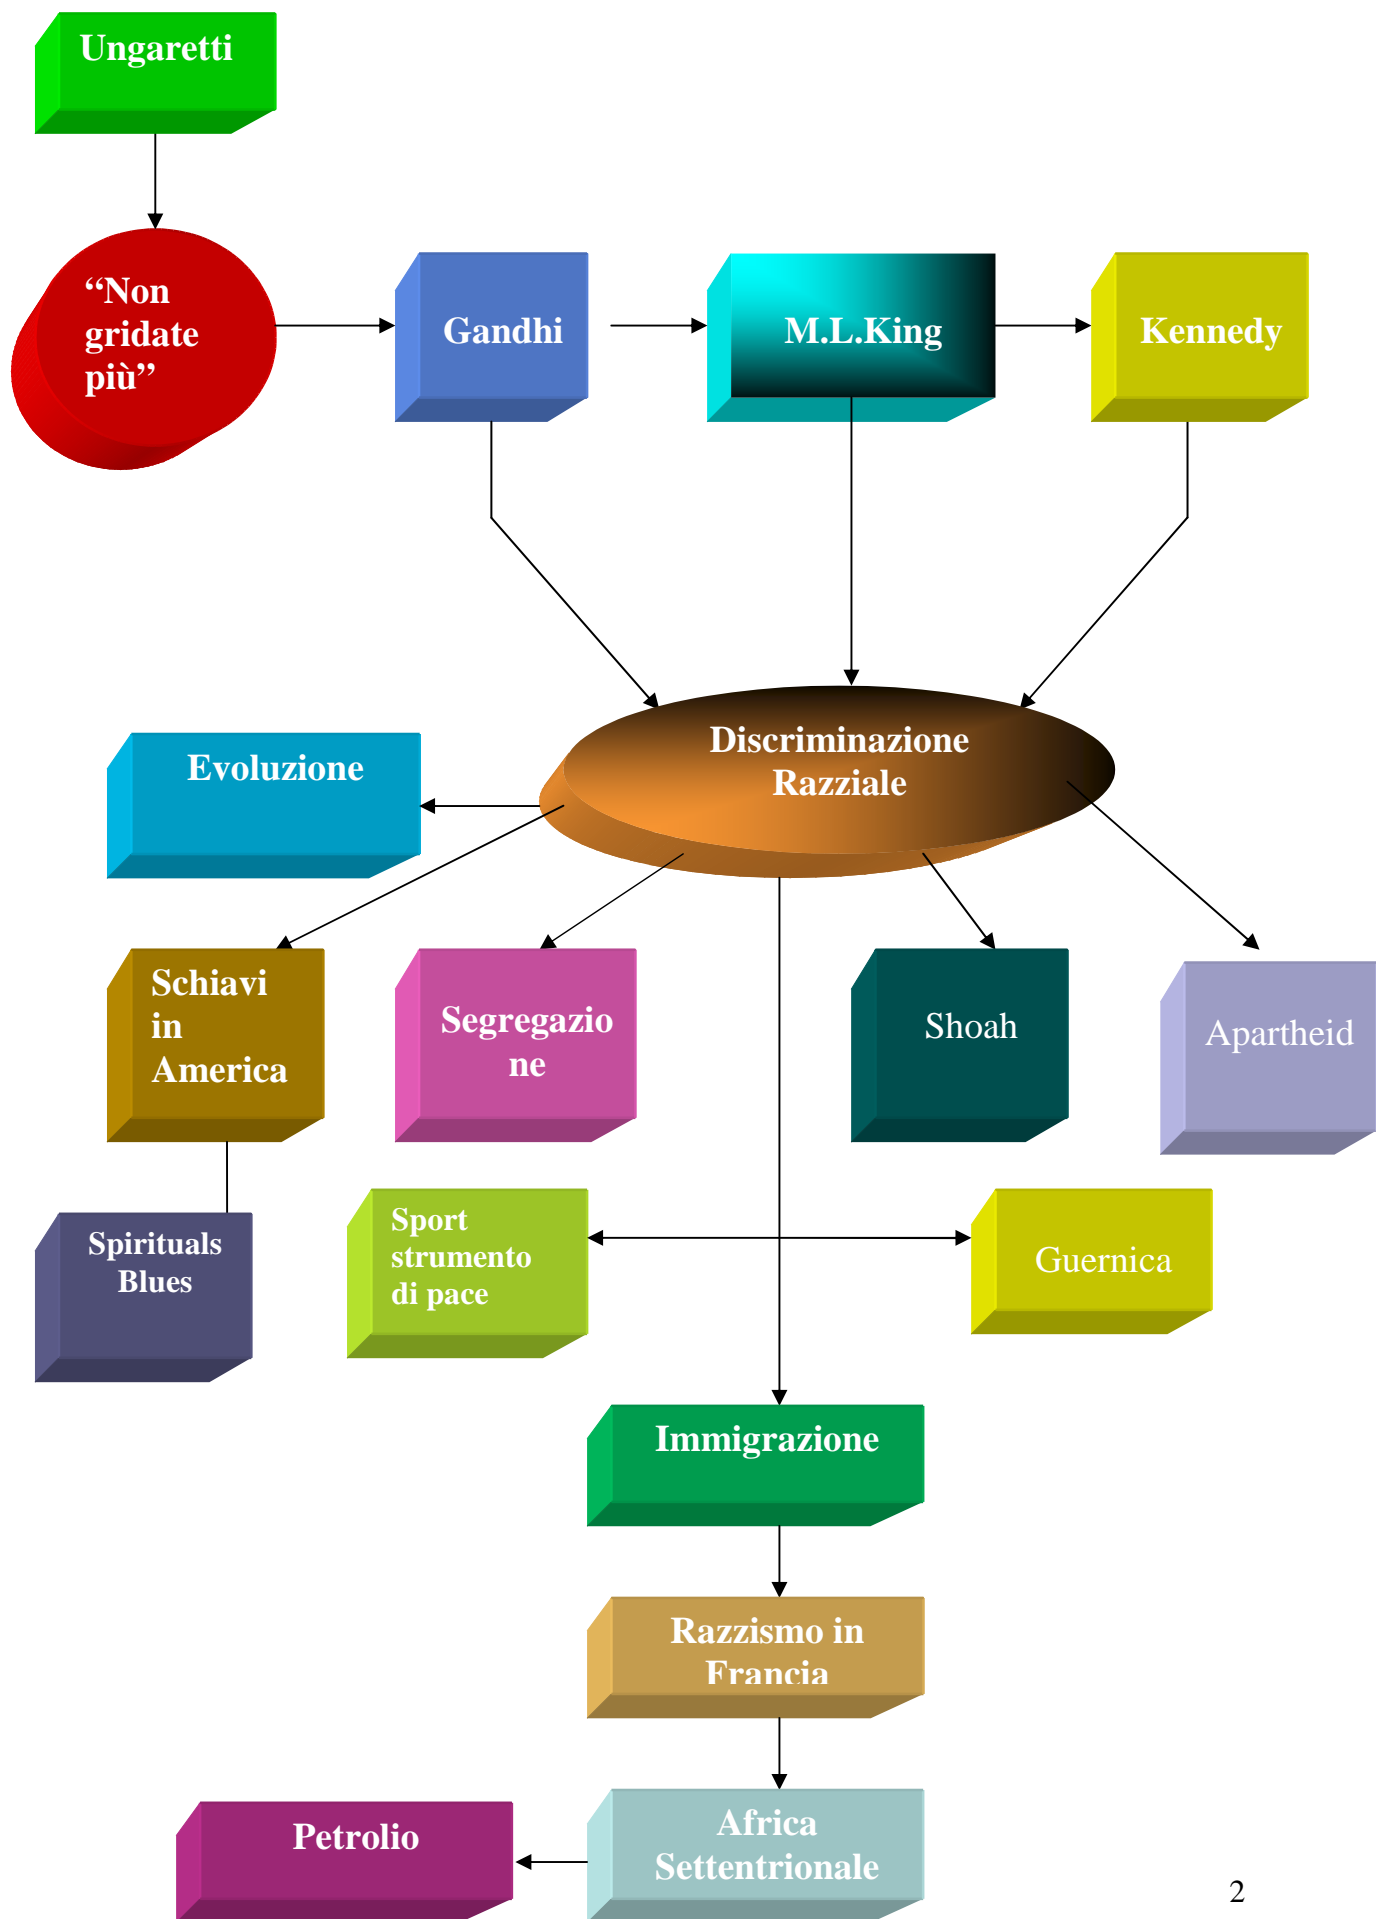 Ungaretti
“Non
gridate
più”
Gandhi
M.L.King
Kennedy
Discriminazione
Razziale
Evoluzione
Schiavi
in
America
Segregazio
ne
Shoah
Apartheid
Spirituals
Blues
Sport
strumento
di pace
Guernica
Immigrazione
Razzismo in
Francia
Africa
Settentrionale
Petrolio
2